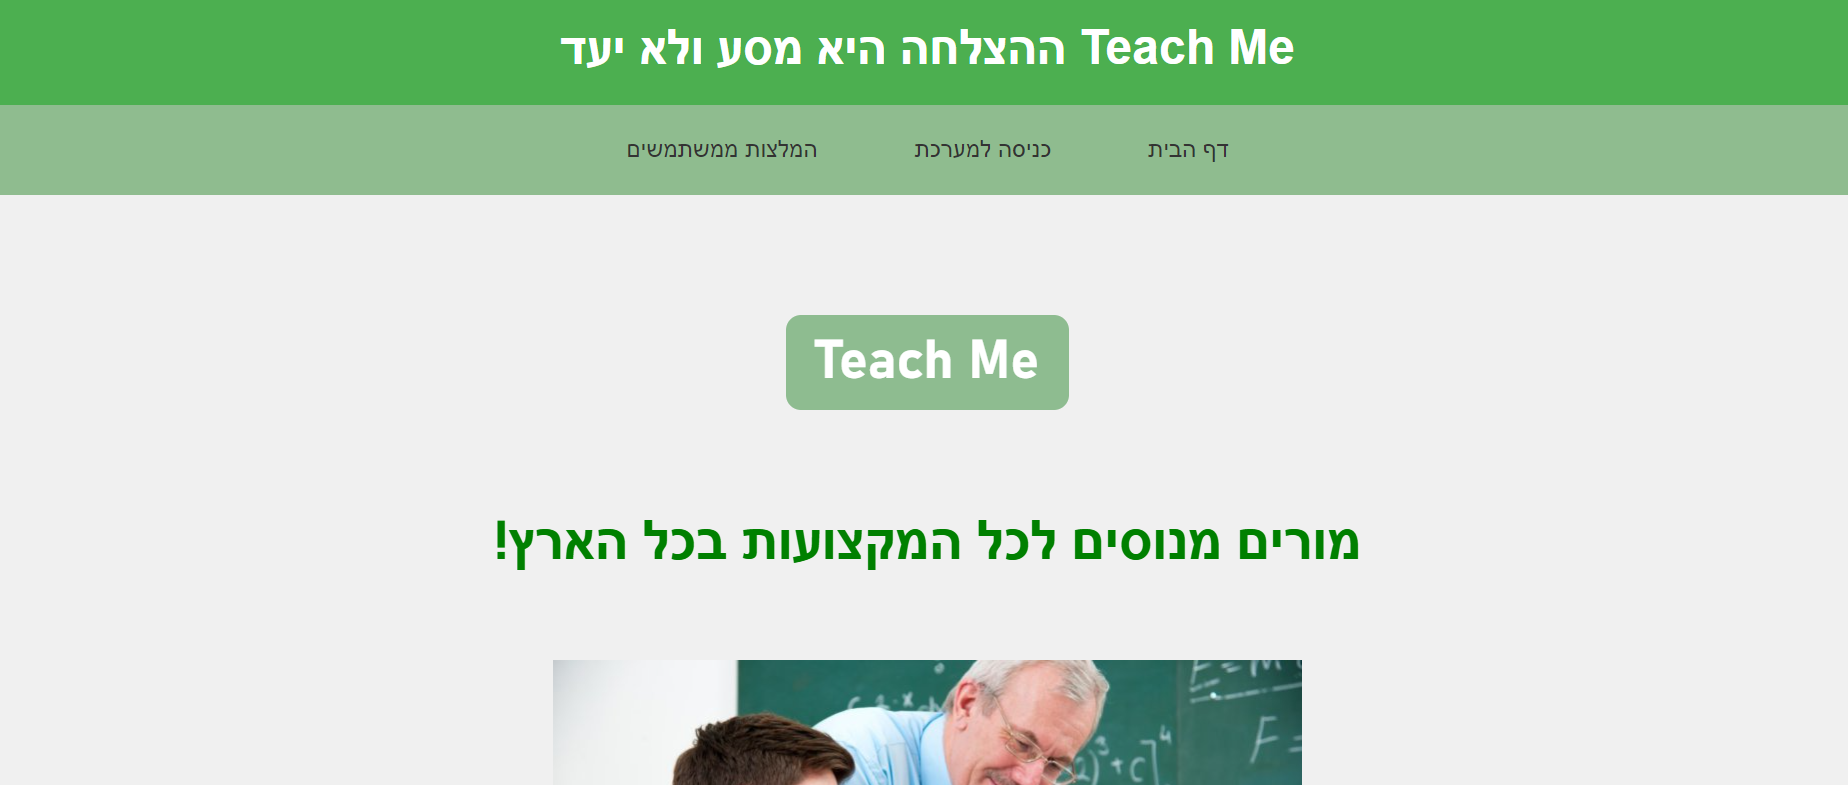 Teach Me ההצלחה היא מסע ולא יעד
דף הבית
כניסה למערכת
המלצות ממשתמשים
Teach Me
מורים מנוסים לכל המקצועות בכל הארץ!